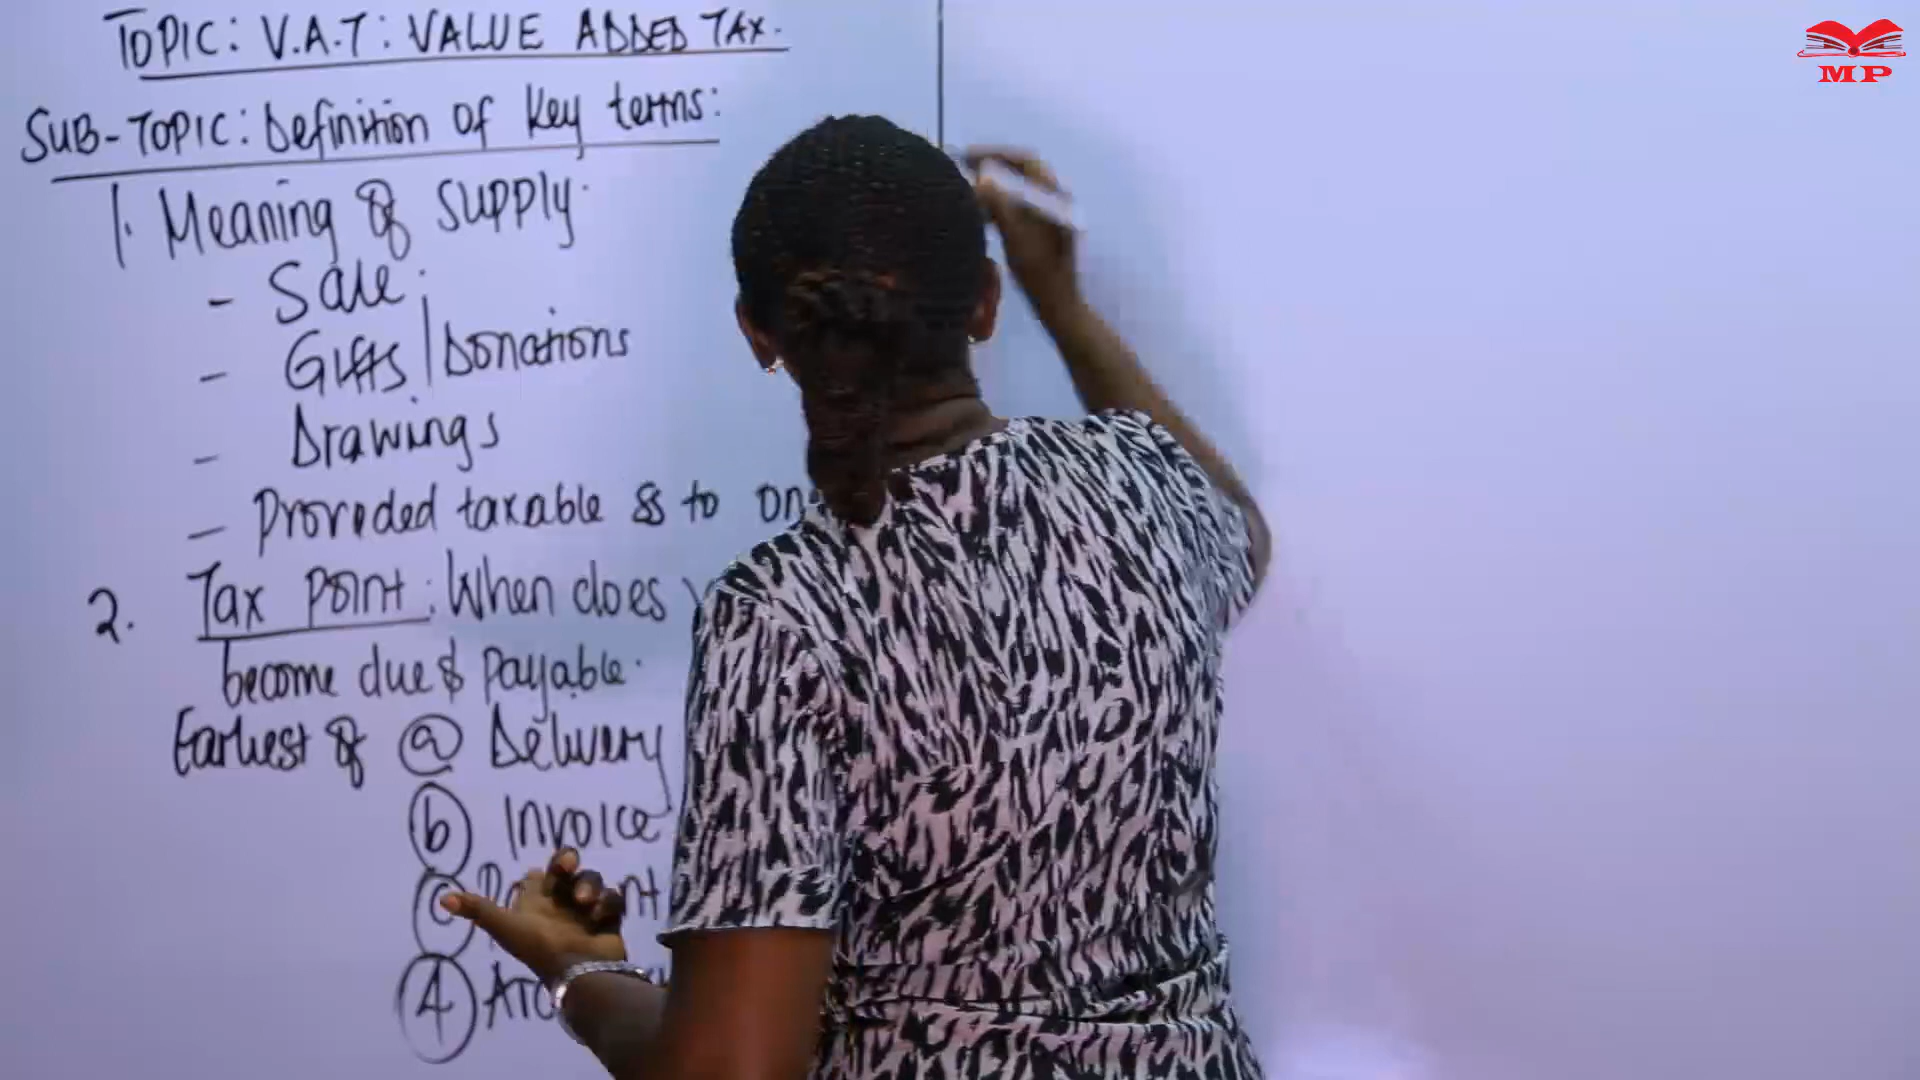 TOPIC: V.A.T: VALUE ADDED TAX.
SUB-TOPIC: Definition of Key terms:
1. Meaning of supply.
- Sale.
- Gifts/Donations
- Drawings
- Provided taxable ss to
2. Tax Point: When does
become due & Payable.
Earliest of (a) Delivery
(b) Invoice
(c)
(4)
MP